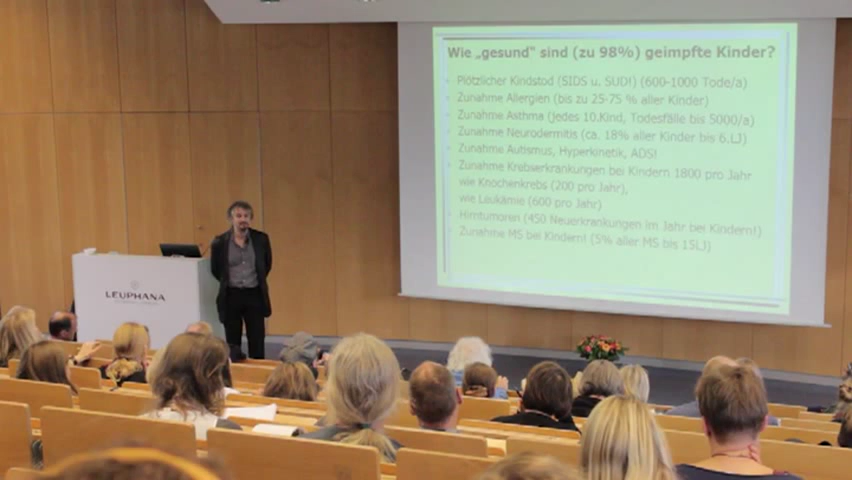 Wie „gesund“ sind (zu 98%) geimpfte Kinder?
Plötzlicher Kindstod (SIDS u. SUD!) (600-1000 Tode/a)
Zunahme Allergien (bis zu 25-75 % aller Kinder)
Zunahme Asthma (jedes 10.Kind, Todesfälle bis 5000/a)
Zunahme Neurodermitis (ca. 18% aller Kinder bis 6.LJ)
Zunahme Autismus, Hyperkinetik, ADS!
Zunahme Krebserkrankungen bei Kindern 1800 pro Jahr
wie Knochenkrebs (200 pro Jahr),
wie Leukämie (600 pro Jahr)
Hirntumoren (450 Neuerkrankungen im Jahr bei Kindern!)
Zunahme MS bei Kindern! (5% aller MS bis 15LJ)
LEUPHANA